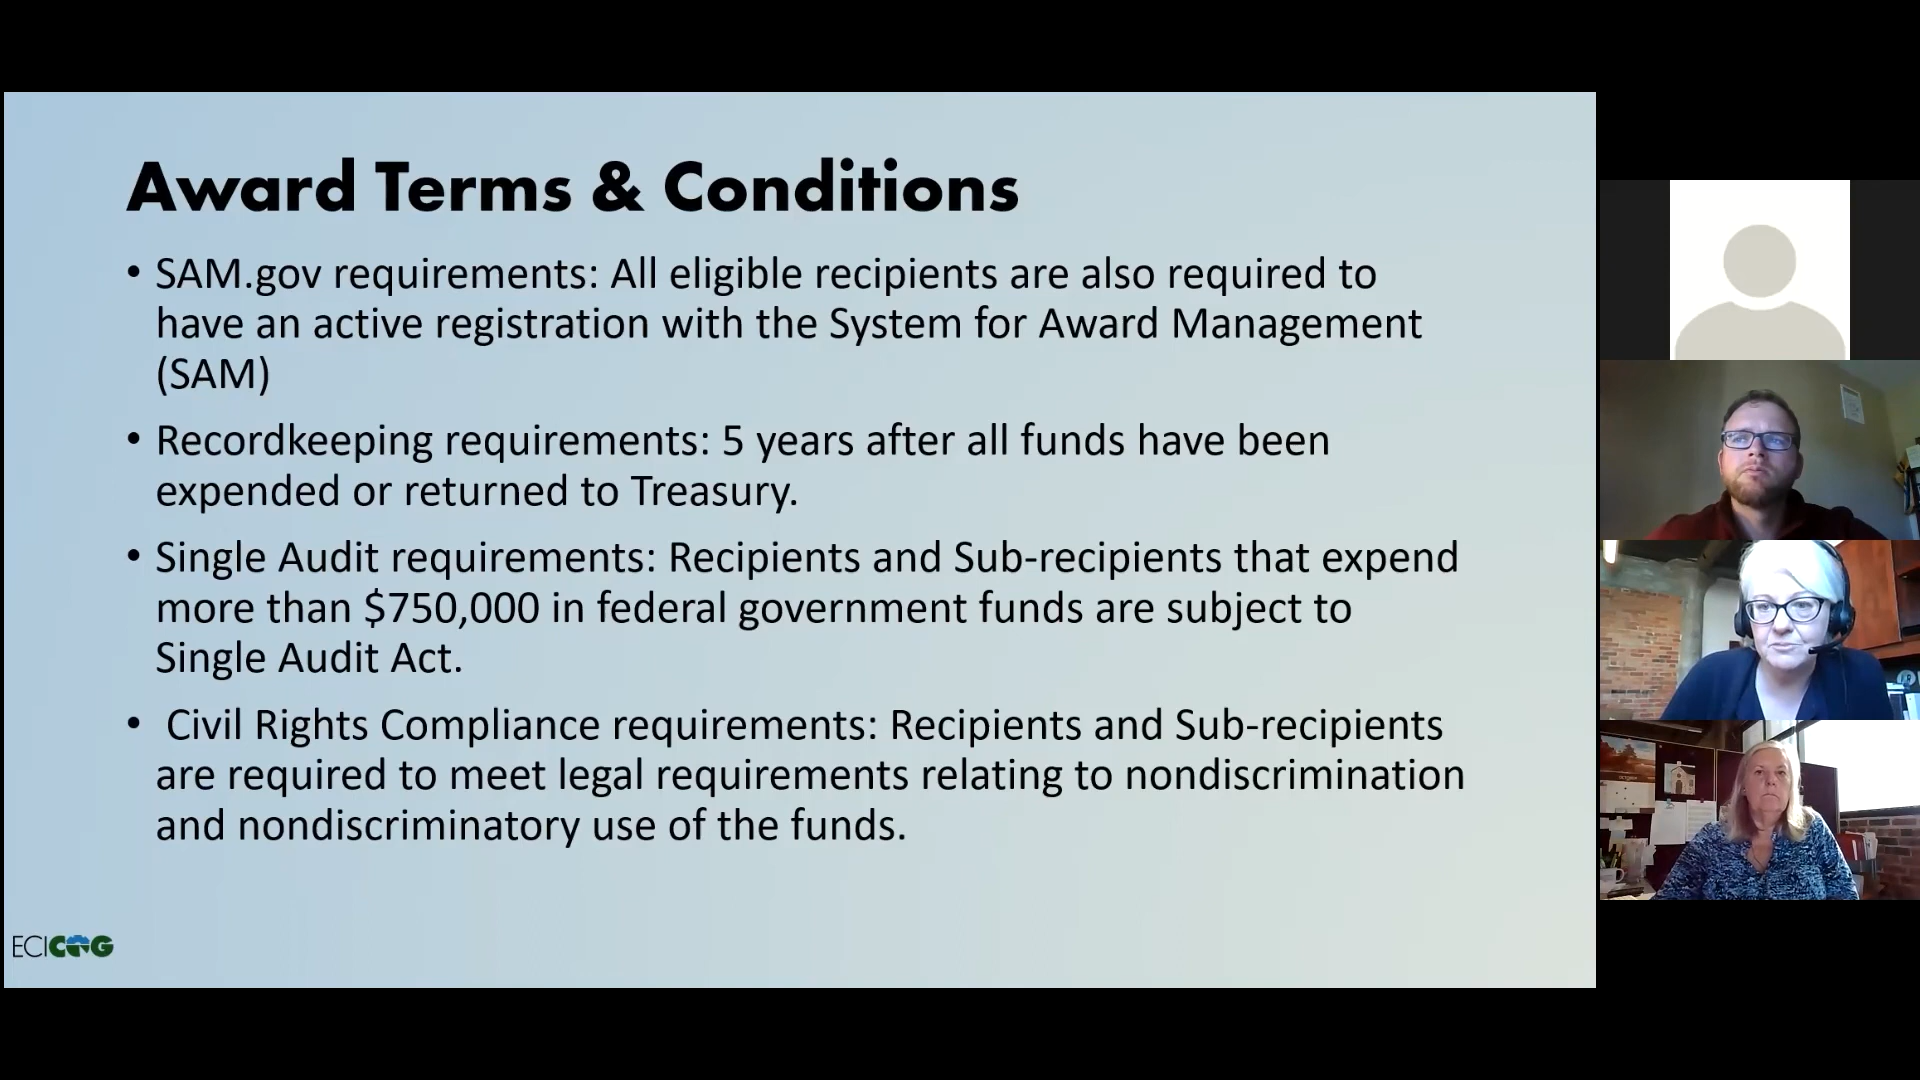 Award Terms & Conditions
• SAM.gov requirements: All eligible recipients are also required to
have an active registration with the System for Award Management
(SAM)
• Recordkeeping requirements: 5 years after all funds have been
expended or returned to Treasury.
• Single Audit requirements: Recipients and Sub-recipients that expend
more than $750,000 in federal government funds are subject to
Single Audit Act.
• Civil Rights Compliance requirements: Recipients and Sub-recipients
are required to meet legal requirements relating to nondiscrimination
and nondiscriminatory use of the funds.
ECICOG